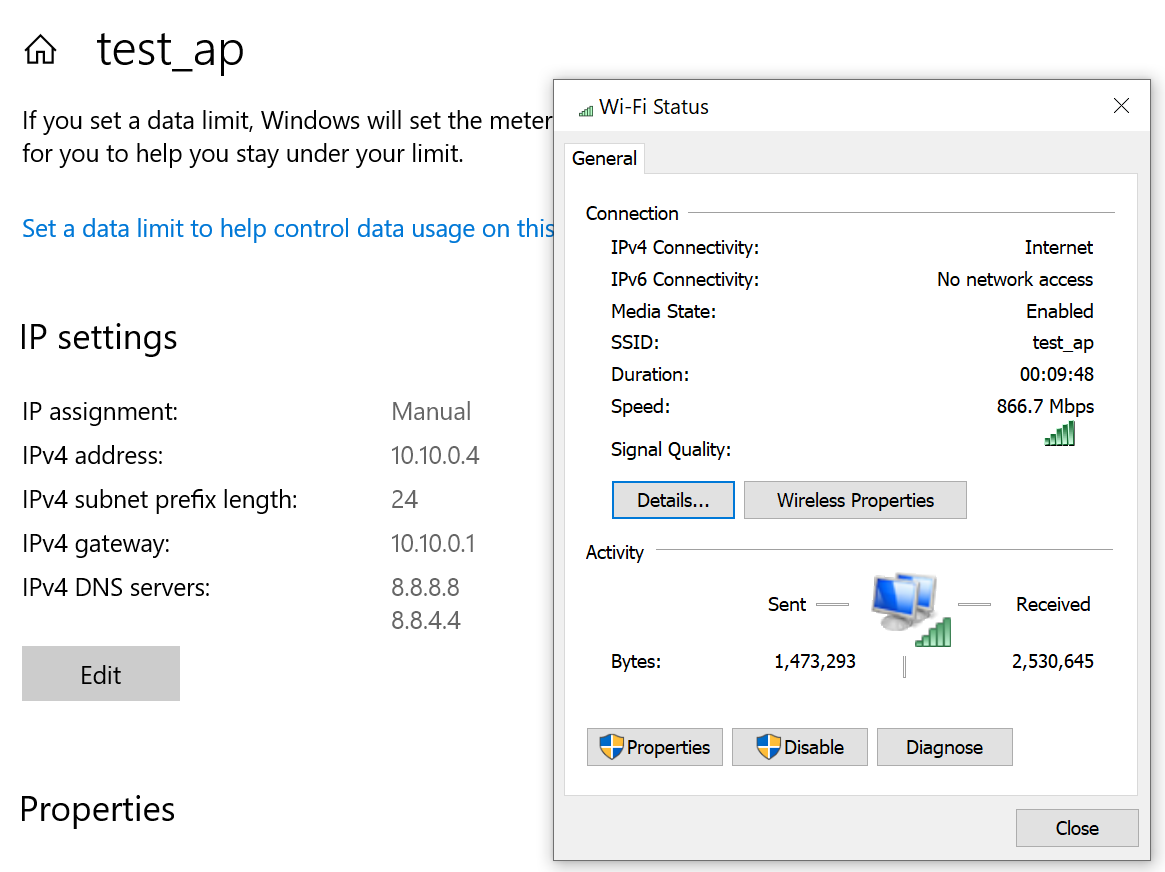 test_ap
If you set a data limit, Windows will set the meter
for you to help you stay under your limit.
Set a data limit to help control data usage on this
IP settings
IP assignment: Manual
IPv4 address: 10.10.0.4
IPv4 subnet prefix length: 24
IPv4 gateway: 10.10.0.1
IPv4 DNS servers: 8.8.8.8
8.8.4.4
Edit
Properties
Wi-Fi Status
General
Connection
IPv4 Connectivity: Internet
IPv6 Connectivity: No network access
Media State: Enabled
SSID: test_ap
Duration: 00:09:48
Speed: 866.7 Mbps
Signal Quality:
Details... Wireless Properties
Activity
Sent Received
Bytes: 1,473,293 2,530,645
Properties Disable Diagnose
Close